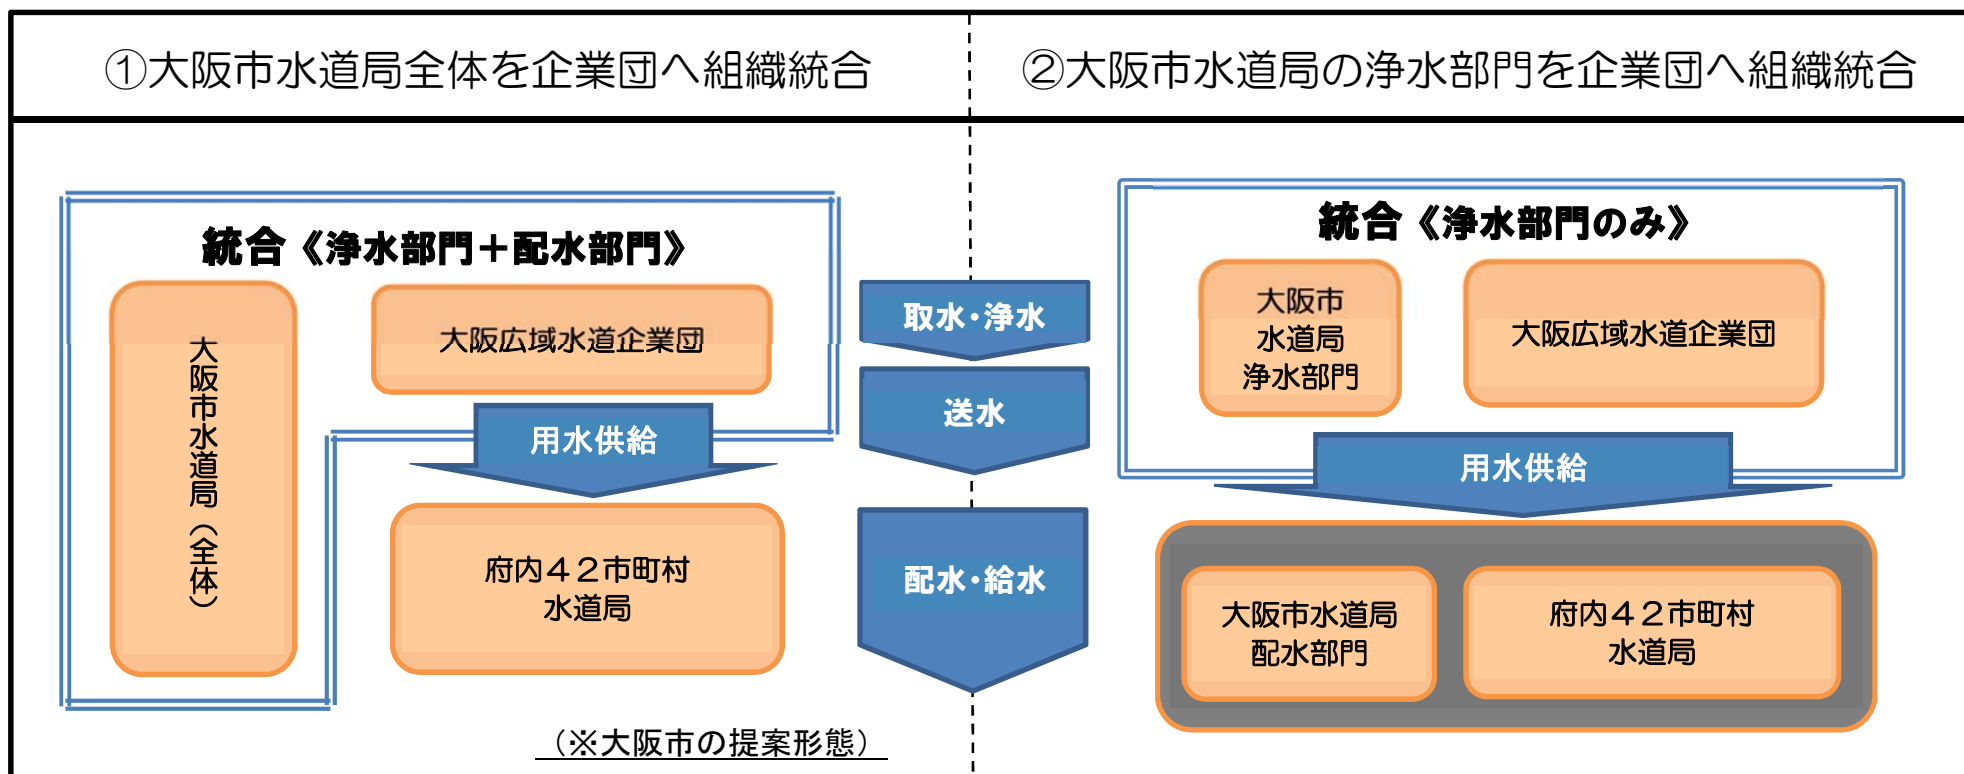 ①大阪市水道局全体を企業団へ組織統合
②大阪市水道局の浄水部門を企業団へ組織統合
統合《浄水部門＋配水部門》
大阪市水道局（全体）
大阪広域水道企業団
用水供給
府内４２市町村
水道局
（※大阪市の提案形態）
取水・浄水
送水
配水・給水
統合《浄水部門のみ》
大阪市
水道局
浄水部門
大阪広域水道企業団
用水供給
大阪市水道局
配水部門
府内４２市町村
水道局